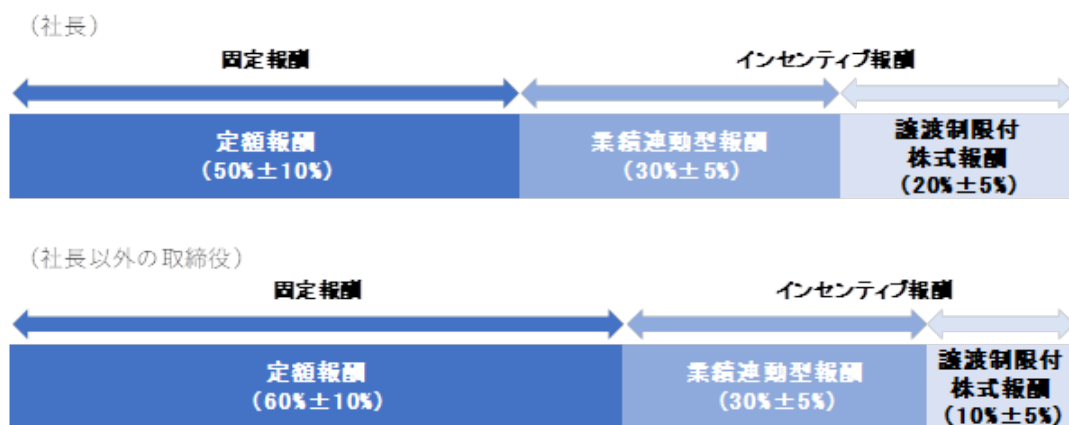 （社長）
固定報酬
インセンティブ報酬
定額報酬
（50%±10%）
業績連動型報酬
（30%±5%）
譲渡制限付
株式報酬
（20%±5%）
（社長以外の取締役）
固定報酬
インセンティブ報酬
定額報酬
（60%±10%）
業績連動型報酬
（30%±5%）
譲渡制限付
株式報酬
（10%±5%）